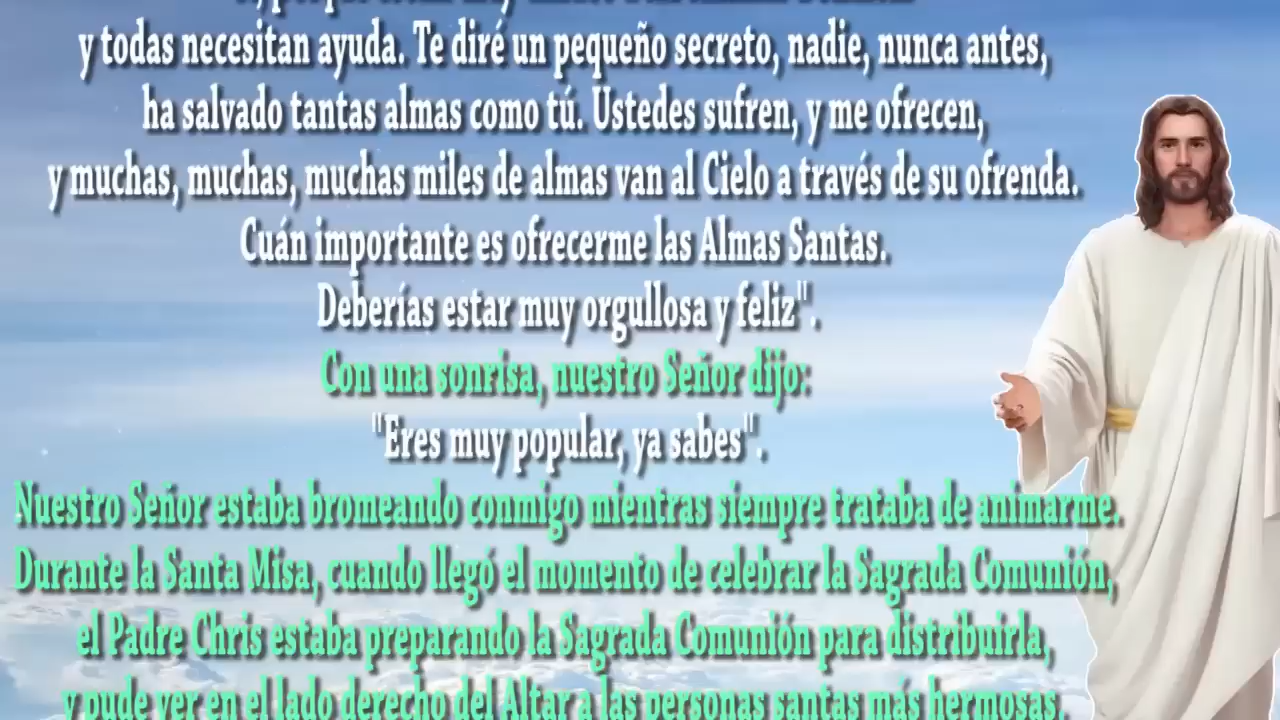 y todas necesitan ayuda. Te diré un pequeño secreto, nadie, nunca antes,
ha salvado tantas almas como tú. Ustedes sufren, y me ofrecen,
y muchas, muchas, muchas miles de almas van al Cielo a través de su ofrenda.
Cuán importante es ofrecerme las Almas Santas.
Deberías estar muy orgullosa y feliz".
Con una sonrisa, nuestro Señor dijo:
"Eres muy popular, ya sabes".
Nuestro Señor estaba bromeando conmigo mientras siempre trataba de animarme.
Durante la Santa Misa, cuando llegó el momento de celebrar la Sagrada Comunión,
el Padre Chris estaba preparando la Sagrada Comunión para distribuirla,
y pude ver en el lado derecho del Altar a las personas santas más hermosas.